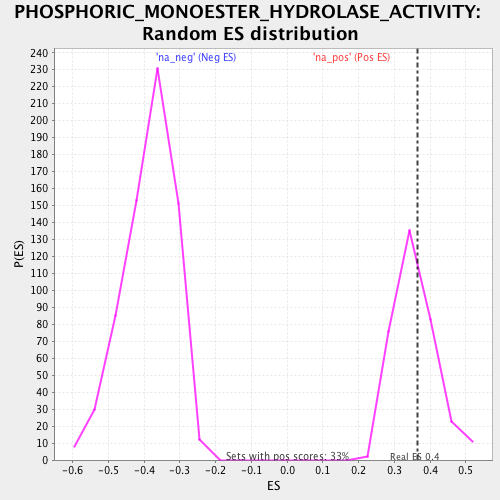 PHOSPHORIC_MONOESTER_HYDROLASE_ACTIVITY:
Random ES distribution
'na_neg' (Neg ES)
'na_pos' (Pos ES)
240
230
220
210
200
190
180
170
160
150
140
130
120
110
100
90
80
70
60
50
40
30
20
10
0
P(ES)
Sets with pos scores: 33%
Real ES 0.4
-0.6 -0.5 -0.4 -0.3 -0.2 -0.1 0.0 0.1 0.2 0.3 0.4 0.5
ES